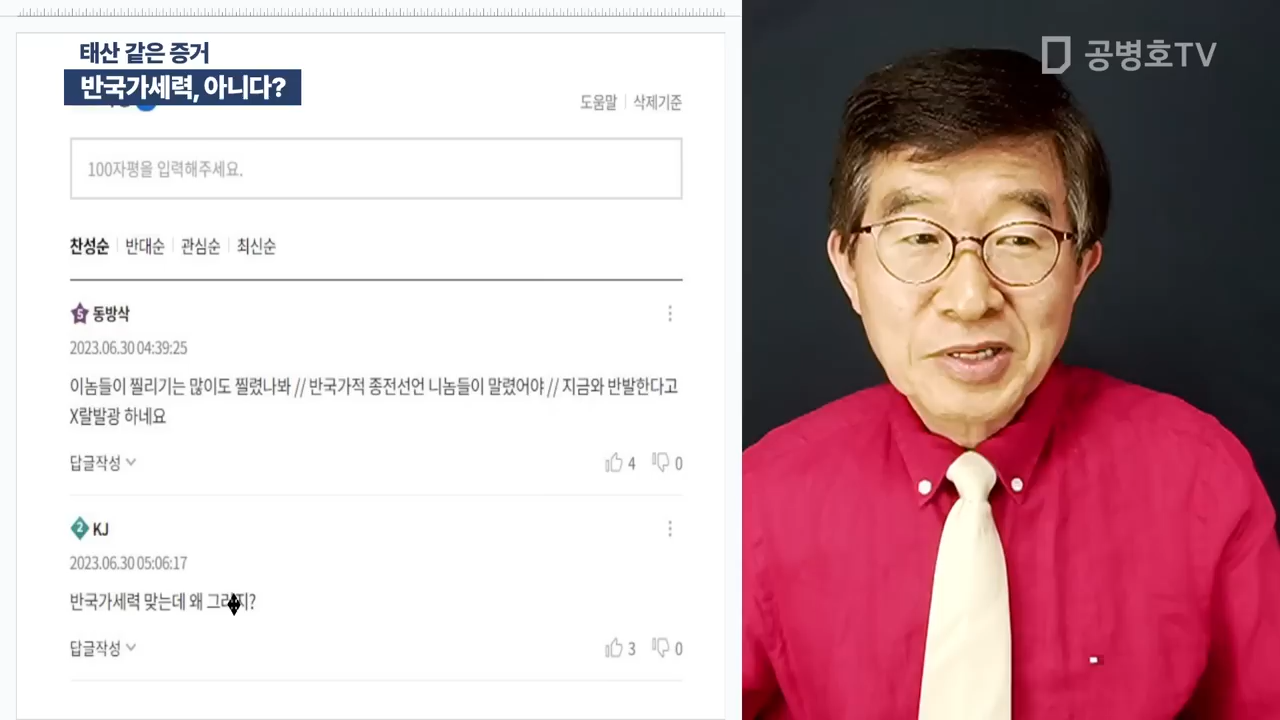 태산 같은 증거
반국가세력, 아니다?
공병호TV
도움말 삭제기준
100자평을 입력해주세요.
찬성순 반대순 관심순 최신순
5 동방삭
2023.06.30 04:39:25
이놈들이 찔리기는 많이도 찔렸나봐 // 반국가적 종전선언 니놈들이 말렸어야 // 지금와 반발한다고
X랄발광 하네요
답글작성 4 0
2 KJ
2023.06.30 05:06:17
반국가세력 맞는데 왜
답글작성 3 0